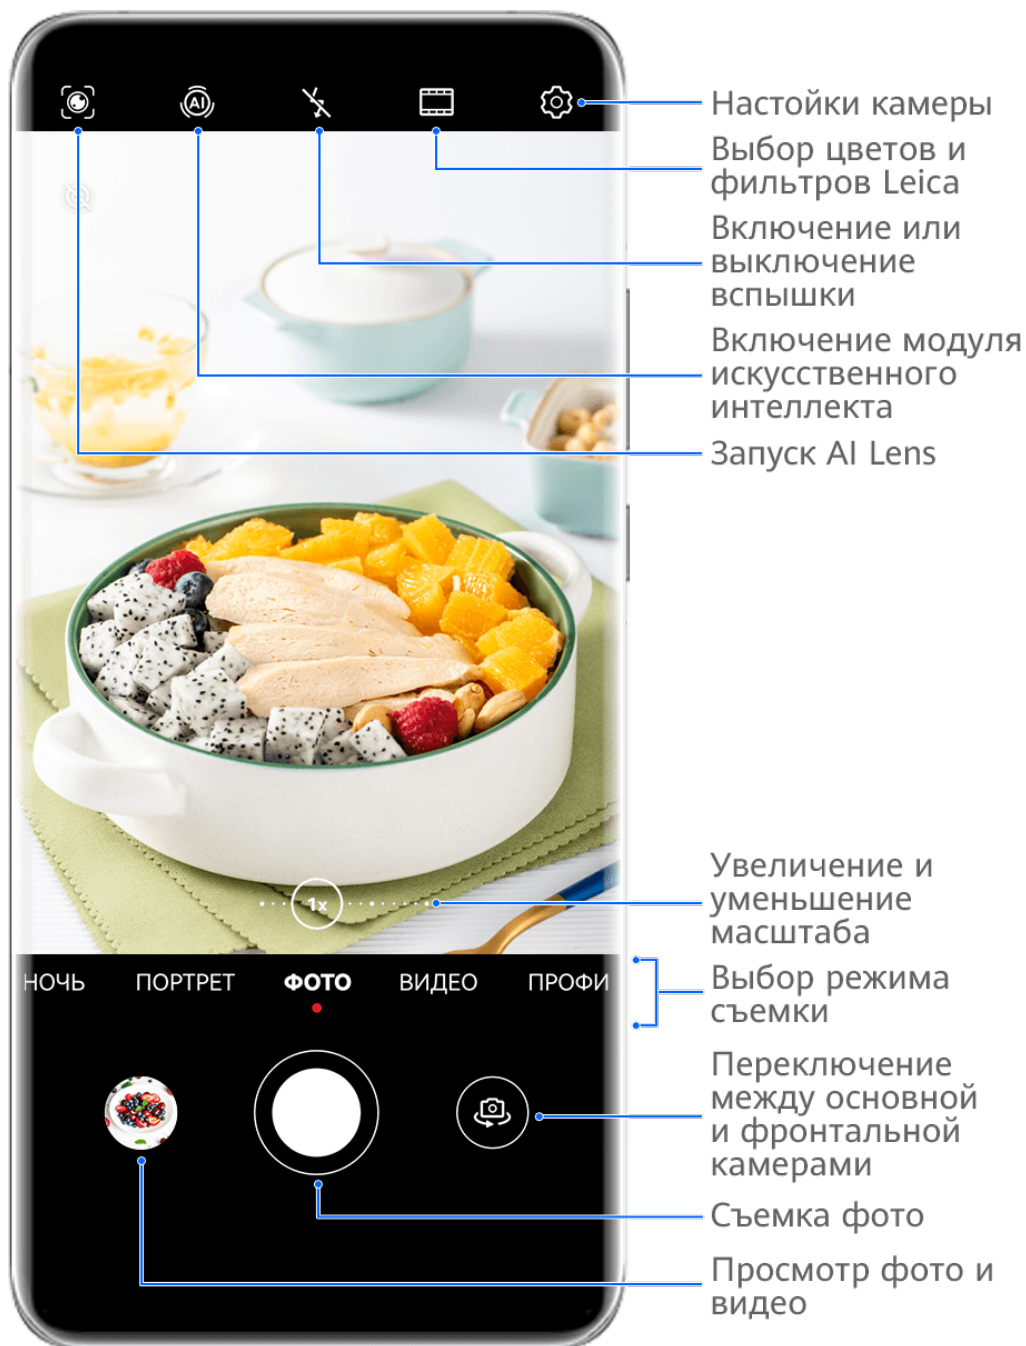 AI
Настойки камеры
Выбор цветов и
фильтров Leica
Включение или
выключение
вспышки
Включение модуля
искусственного
интеллекта
Запуск AI Lens
1x
Увеличение и
уменьшение
масштаба
НОЧЬ ПОРТРЕТ ФОТО ВИДЕО ПРОФИ
Выбор режима
съемки
Переключение
между основной
и фронтальной
камерами
Съемка фото
Просмотр фото и
видео